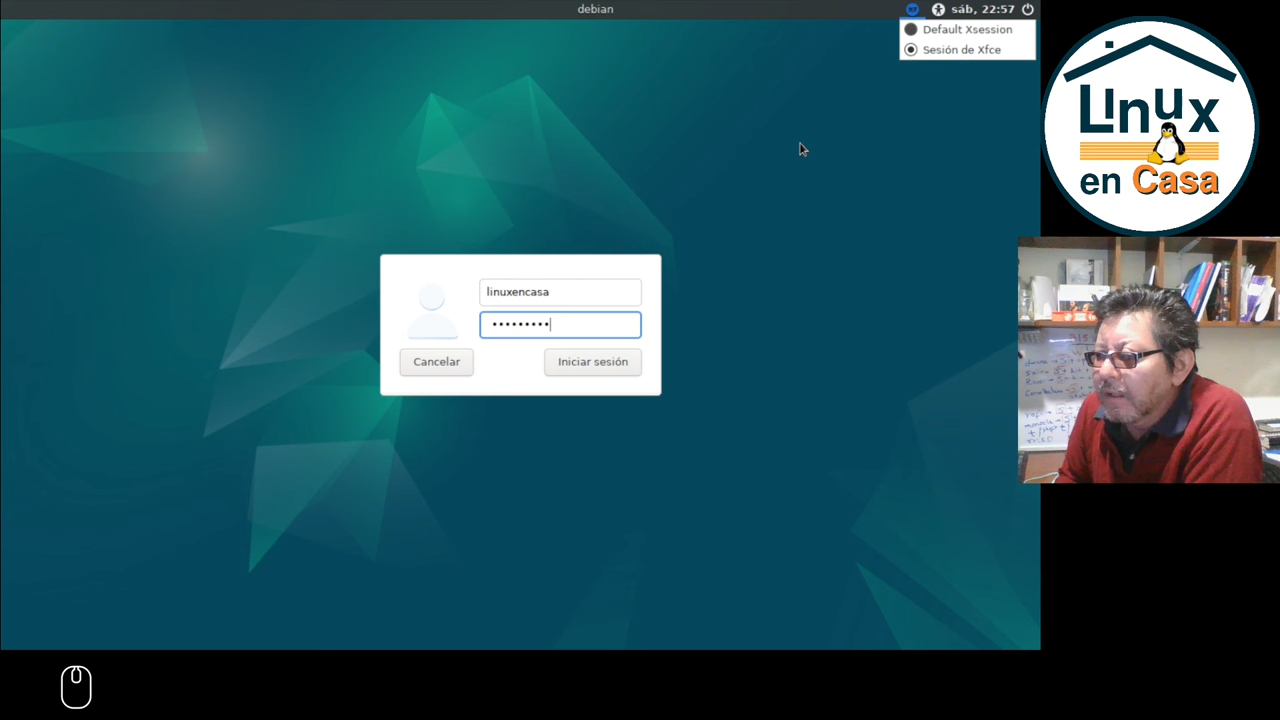 debian
sáb, 22:57
Default Xsession
Sesión de Xfce
Linux
en Casa
linuxencasa
•••••••••
Cancelar
Iniciar sesión